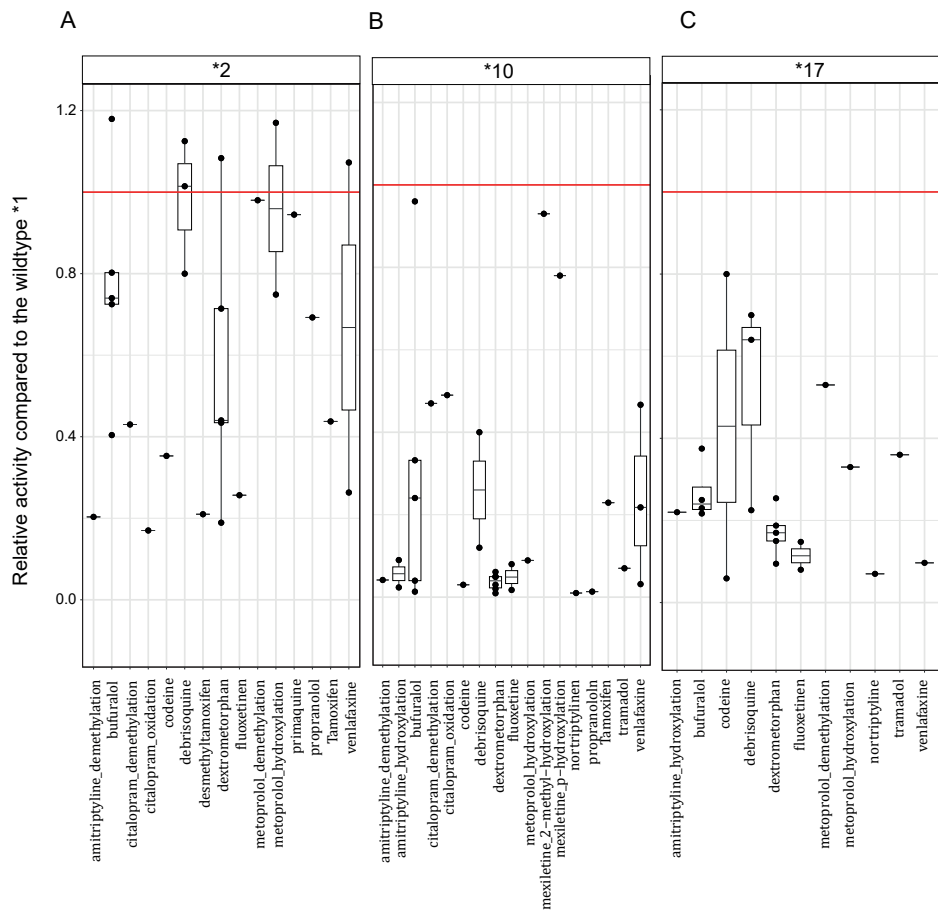 A
B
C
*2
*10
*17
Relative activity compared to the wildtype *1
1.2
0.8
0.4
0.0
amitriptyline_demethylation
bufuralol
citalopram_demethylation
citalopram_oxidation
codeine
debrisoquine
desmethyltamoxifen
dextrometorphan
fluoxetinen
metoprolol_demethylation
metoprolol_hydroxylation
primaquine
propranolol
Tamoxifen
venlafaxine
amitriptyline_demethylation
amitriptyline_hydroxylation
bufuralol
citalopram_demethylation
citalopram_oxidation
codeine
debrisoquine
dextrometorphan
fluoxetine
metoprolol_hydroxylation
mexiletine_2-methyl-hydroxylation
mexiletine_p-hydroxylation
nortriptylinen
propranololn
Tamoxifen
tramadol
venlafaxine
amitriptyline_hydroxylation
bufuralol
codeine
debrisoquine
dextrometorphan
fluoxetinen
metoprolol_demethylation
metoprolol_hydroxylation
nortriptyline
tramadol
venlafaxine